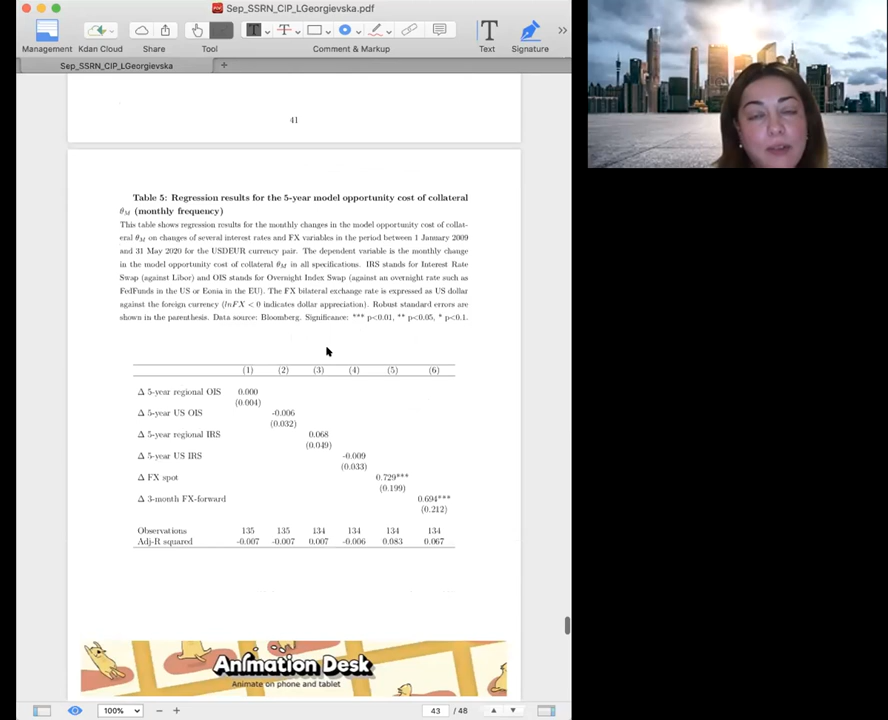 Sep_SSRN_CIP_LGeorgievska.pdf
Management
Kdan Cloud
Share
Tool
Comment & Markup
Text
Signature
Sep_SSRN_CIP_LGeorgievska
41
Table 5: Regression results for the 5-year model opportunity cost of collateral
θM (monthly frequency)
This table shows regression results for the monthly changes in the model opportunity cost of collat-
eral θM on changes of several interest rates and FX variables in the period between 1 January 2009
and 31 May 2020 for the USDEUR currency pair. The dependent variable is the monthly change
in the model opportunity cost of collateral θM in all specifications. IRS stands for Interest Rate
Swap (against Libor) and OIS stands for Overnight Index Swap (against an overnight rate such as
FedFunds in the US or Eonia in the EU). The FX bilateral exchange rate is expressed as US dollar
against the foreign currency (lnFX < 0 indicates dollar appreciation). Robust standard errors are
shown in the parenthesis. Data source: Bloomberg. Significance: *** p<0.01, ** p<0.05, * p<0.1.
(1) (2) (3) (4) (5) (6)
Δ 5-year regional OIS 0.000
(0.004)
Δ 5-year US OIS -0.006
(0.032)
Δ 5-year regional IRS 0.068
(0.049)
Δ 5-year US IRS -0.009
(0.033)
Δ FX spot 0.729***
(0.199)
Δ 3-month FX-forward 0.694***
(0.212)
Observations 135 135 134 134 134 134
Adj-R squared -0.007 -0.007 0.007 -0.006 0.083 0.067
Animation Desk
Animate on phone and tablet
100%
43 / 48